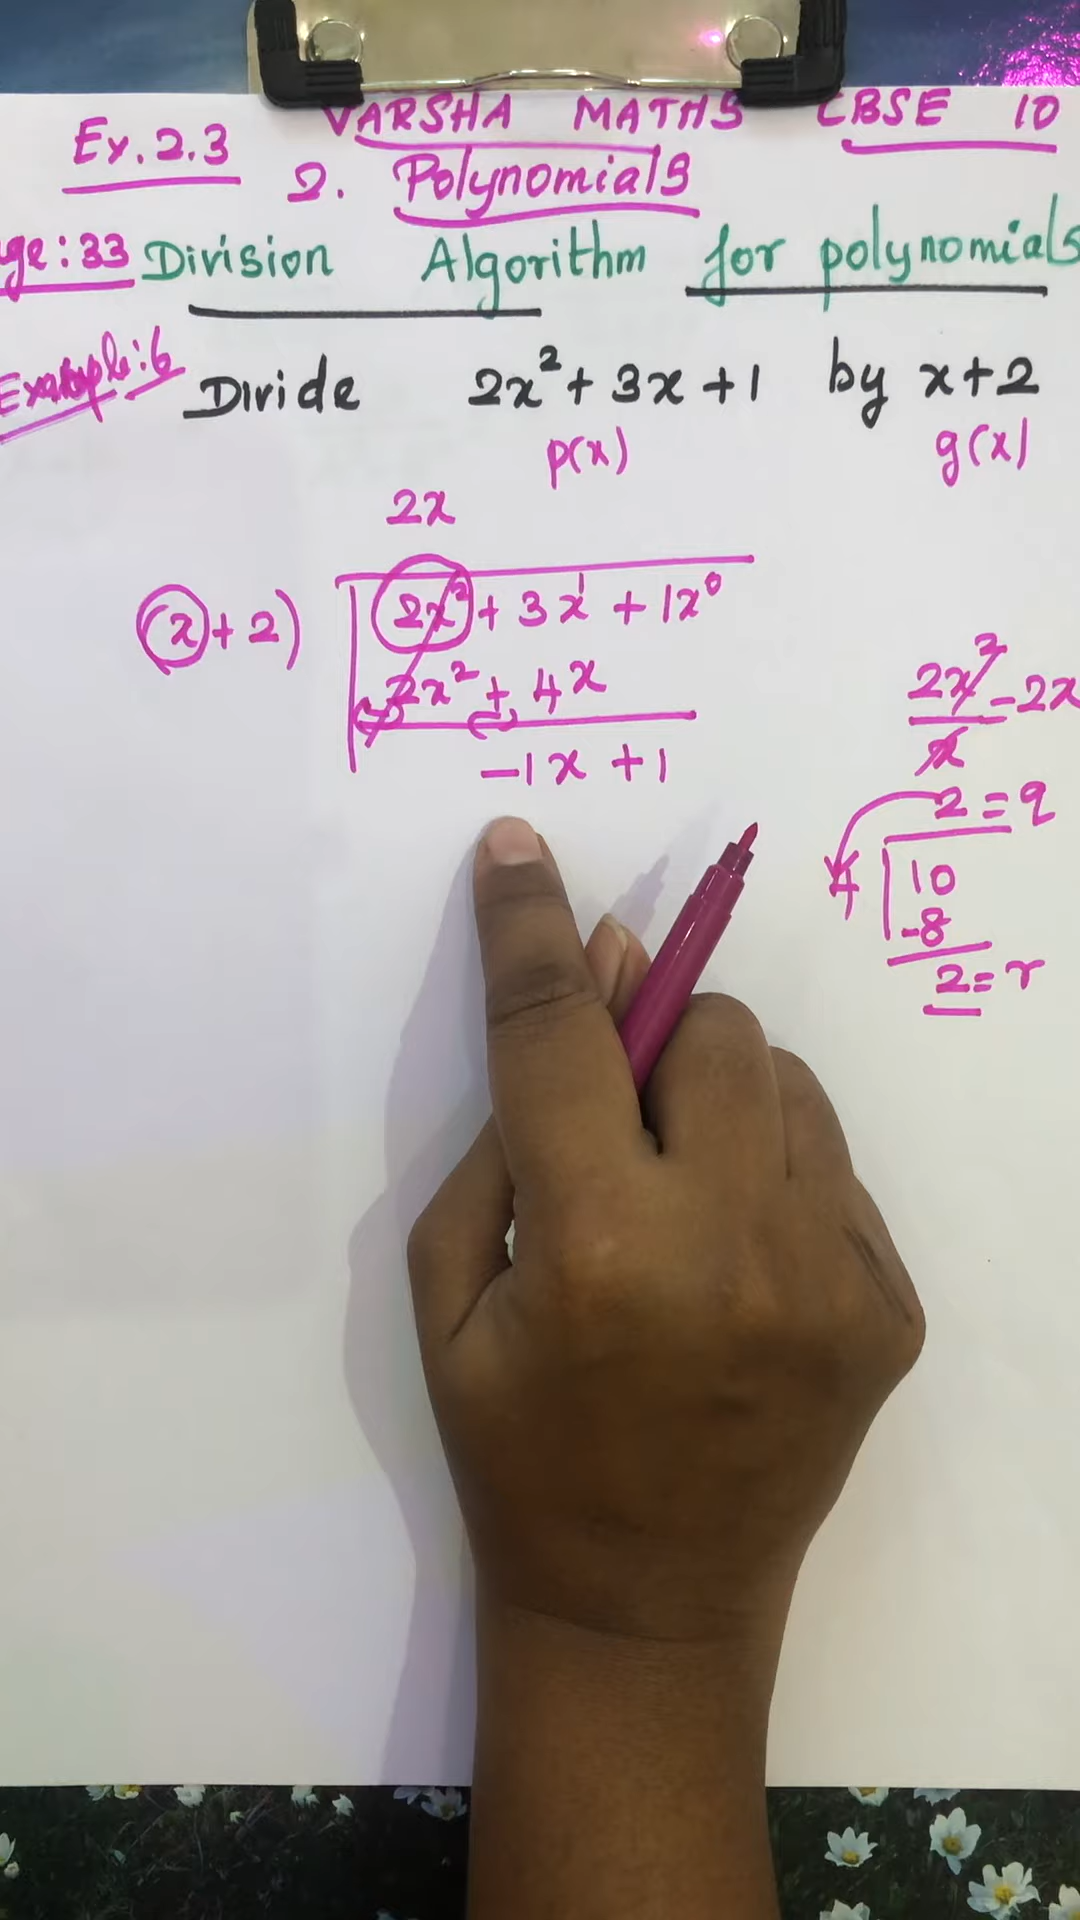 VARSHA MATHS CBSE 10
Ex.2.3
2. Polynomials
ge:33 Division Algorithm for polynomials
Example:6 Divide 2x² + 3x + 1 by x+2
p(x) g(x)
2x
(x+2) 2x² + 3x¹ + 1x⁰
2x² + 4x
(-) (-)
-1x + 1
2x²
x
-2x
2 = q
4 10
-8
2 = r